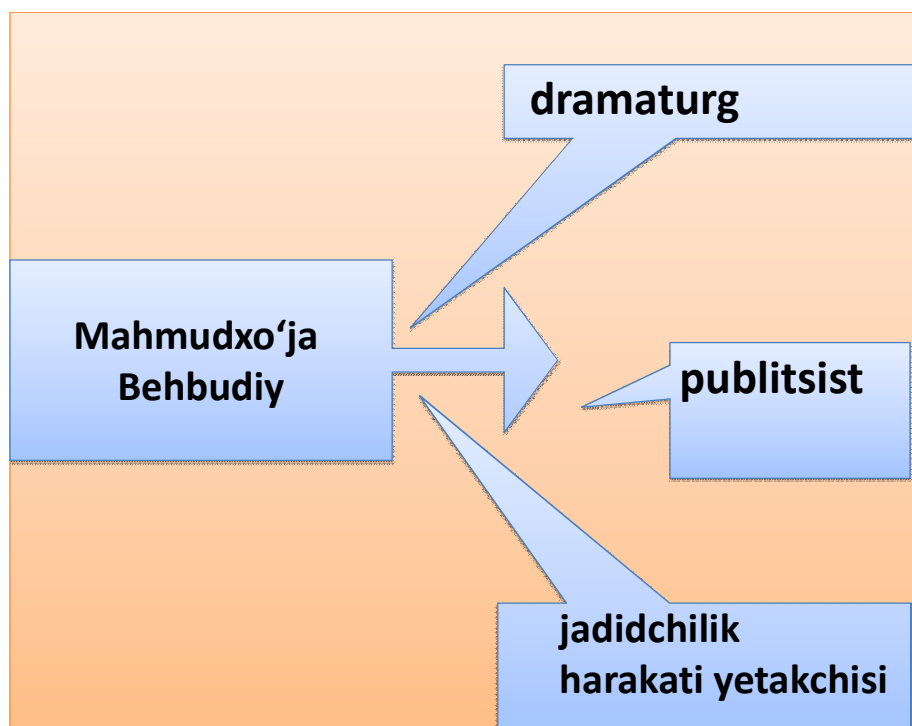 dramaturg
Mahmudxo‘ja
Behbudiy
publitsist
jadidchilik
harakati yetakchisi